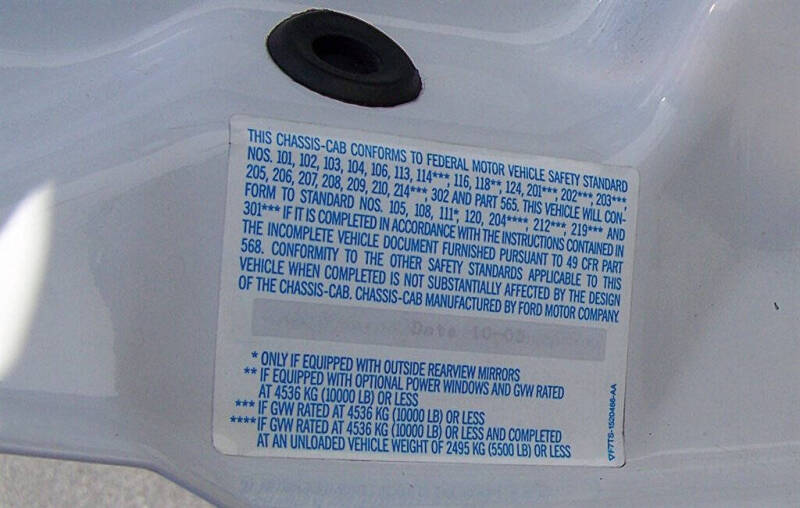 THIS CHASSIS-CAB CONFORMS TO FEDERAL MOTOR VEHICLE SAFETY STANDARD
NOS. 101, 102, 103, 104, 106, 113, 114***, 116, 118**, 124, 201***, 202***, 203***,
205, 206, 207, 208, 209, 210, 214***, 302 AND PART 565. THIS VEHICLE WILL CON-
FORM TO STANDARD NOS. 105, 108, 111*, 120, 204****, 212***, 219*** AND
301*** IF IT IS COMPLETED IN ACCORDANCE WITH THE INSTRUCTIONS CONTAINED IN
THE INCOMPLETE VEHICLE DOCUMENT FURNISHED PURSUANT TO 49 CFR PART
568. CONFORMITY TO THE OTHER SAFETY STANDARDS APPLICABLE TO THIS
VEHICLE WHEN COMPLETED IS NOT SUBSTANTIALLY AFFECTED BY THE DESIGN
OF THE CHASSIS-CAB. CHASSIS-CAB MANUFACTURED BY FORD MOTOR COMPANY.
Date 10-03
* ONLY IF EQUIPPED WITH OUTSIDE REARVIEW MIRRORS
** IF EQUIPPED WITH OPTIONAL POWER WINDOWS AND GVW RATED
AT 4536 KG (10000 LB) OR LESS
*** IF GVW RATED AT 4536 KG (10000 LB) OR LESS
**** IF GVW RATED AT 4536 KG (10000 LB) OR LESS AND COMPLETED
AT AN UNLOADED VEHICLE WEIGHT OF 2495 KG (5500 LB) OR LESS
F7TS-1520466-AA